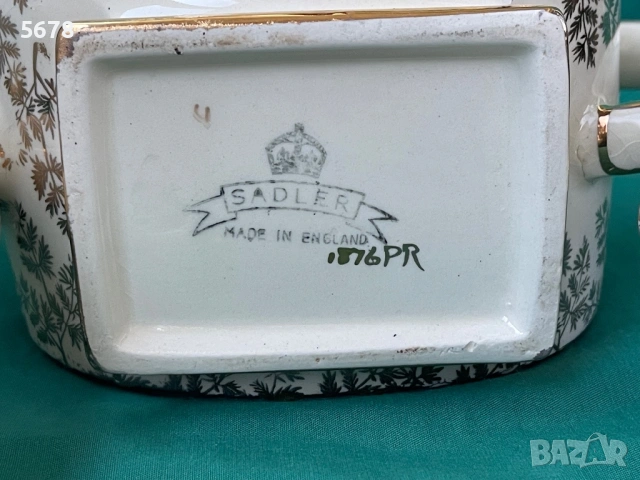 5678
SADLER
MADE IN ENGLAND
1876PR
BAZAR